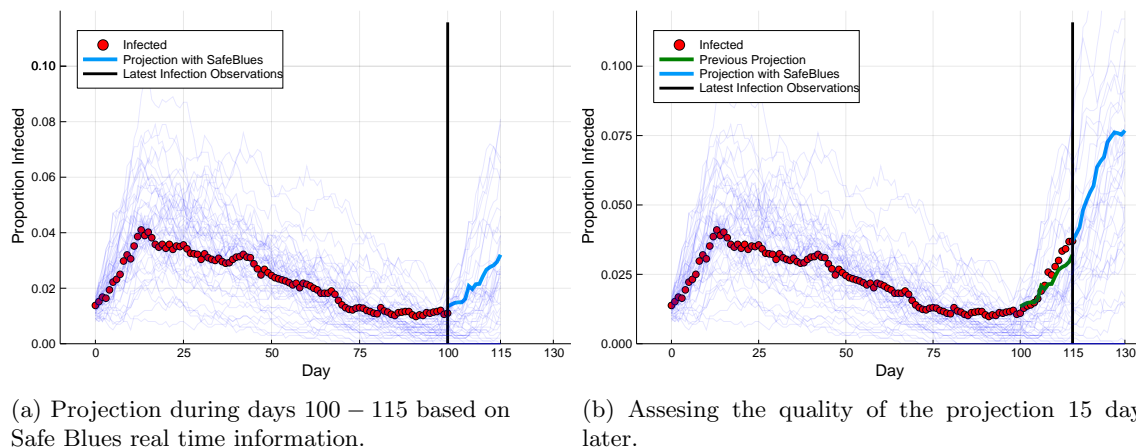 Infected
Projection with SafeBlues
Latest Infection Observations
0.10
0.08
0.06
0.04
0.02
0.00
Proportion Infected
0
25
50
75
100
115
130
Day
(a) Projection during days 100 – 115 based on
Safe Blues real time information.
Infected
Previous Projection
Projection with SafeBlues
Latest Infection Observations
0.100
0.075
0.050
0.025
0.000
Proportion Infected
0
25
50
75
100
115
130
Day
(b) Assesing the quality of the projection 15 day
later.